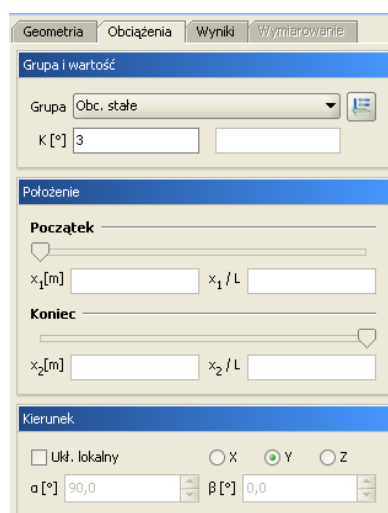 Geometria Obciążenia Wyniki Wymiarowanie
Grupa i wartość
Grupa Obc. stałe
K [°] 3
Położenie
Początek
x1[m] x1 / L
Koniec
x2[m] x2 / L
Kierunek
Ukł. lokalny X Y Z
α [°] 90,0 β [°] 0,0